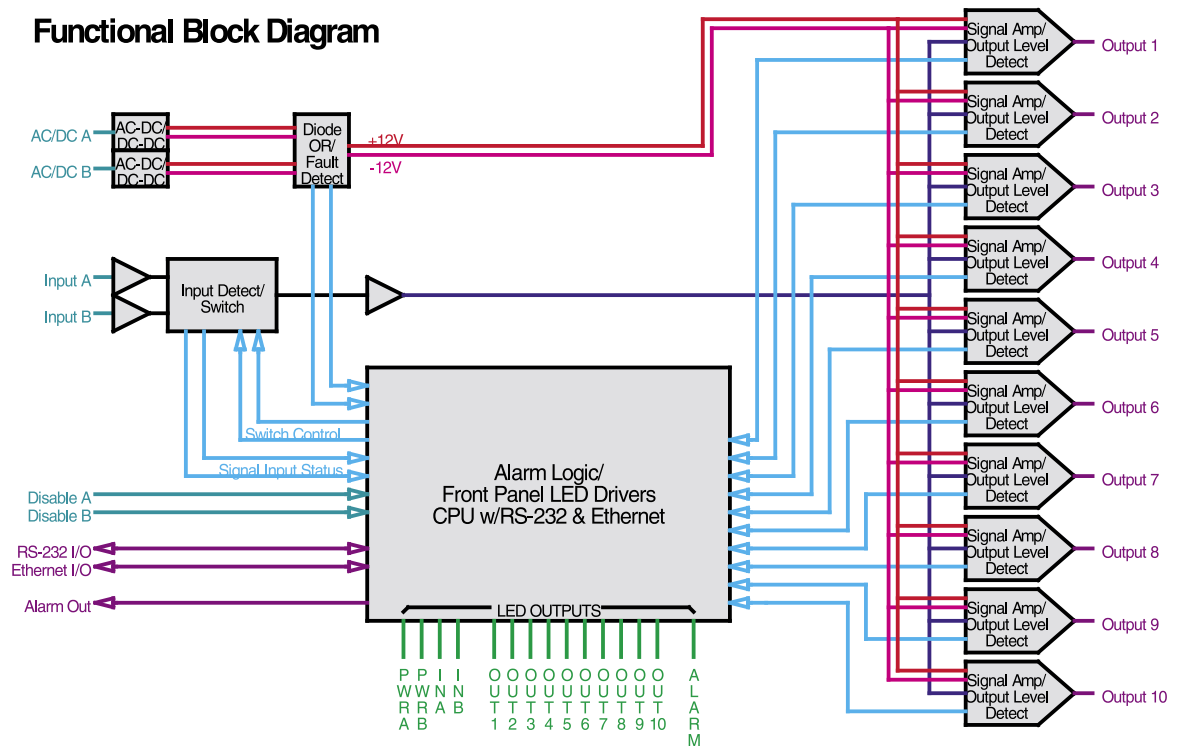 Functional Block Diagram
AC/DC A
AC-DC/
DC-DC
AC/DC B
AC-DC/
DC-DC
Diode
OR/
Fault
Detect
+12V
-12V
Input A
Input B
Input Detect/
Switch
Switch Control
Signal Input Status
Disable A
Disable B
RS-232 I/O
Ethernet I/O
Alarm Out
Alarm Logic/
Front Panel LED Drivers
CPU w/RS-232 & Ethernet
LED OUTPUTS
PWRA
PWRB
INA
INB
OUT1
OUT2
OUT3
OUT4
OUT5
OUT6
OUT7
OUT8
OUT9
OUT10
ALARM
Signal Amp/
Output Level
Detect
Output 1
Signal Amp/
Output Level
Detect
Output 2
Signal Amp/
Output Level
Detect
Output 3
Signal Amp/
Output Level
Detect
Output 4
Signal Amp/
Output Level
Detect
Output 5
Signal Amp/
Output Level
Detect
Output 6
Signal Amp/
Output Level
Detect
Output 7
Signal Amp/
Output Level
Detect
Output 8
Signal Amp/
Output Level
Detect
Output 9
Signal Amp/
Output Level
Detect
Output 10